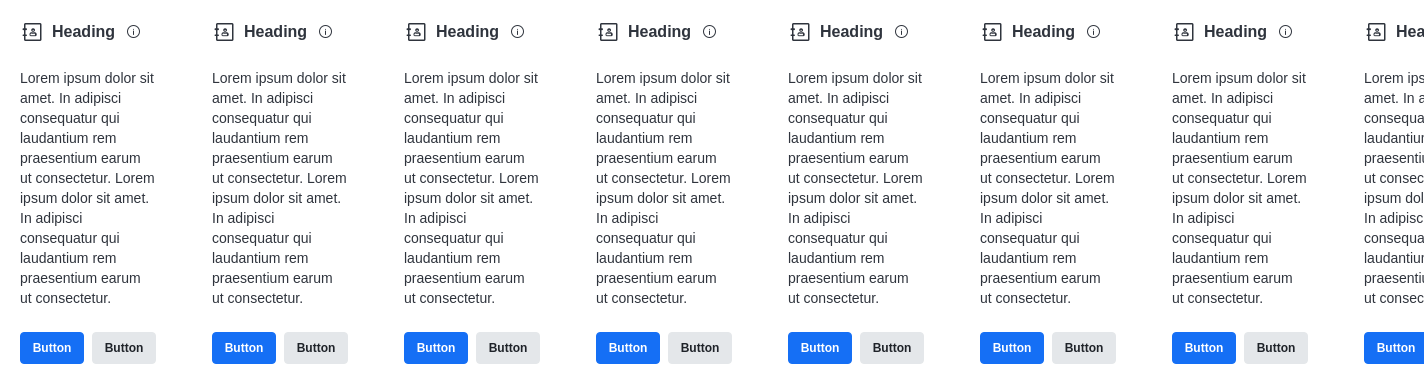 Heading
Lorem ipsum dolor sit
amet. In adipisci
consequatur qui
laudantium rem
praesentium earum
ut consectetur. Lorem
ipsum dolor sit amet.
In adipisci
consequatur qui
laudantium rem
praesentium earum
ut consectetur.
Button Button
Heading
Lorem ipsum dolor sit
amet. In adipisci
consequatur qui
laudantium rem
praesentium earum
ut consectetur. Lorem
ipsum dolor sit amet.
In adipisci
consequatur qui
laudantium rem
praesentium earum
ut consectetur.
Button Button
Heading
Lorem ipsum dolor sit
amet. In adipisci
consequatur qui
laudantium rem
praesentium earum
ut consectetur. Lorem
ipsum dolor sit amet.
In adipisci
consequatur qui
laudantium rem
praesentium earum
ut consectetur.
Button Button
Heading
Lorem ipsum dolor sit
amet. In adipisci
consequatur qui
laudantium rem
praesentium earum
ut consectetur. Lorem
ipsum dolor sit amet.
In adipisci
consequatur qui
laudantium rem
praesentium earum
ut consectetur.
Button Button
Heading
Lorem ipsum dolor sit
amet. In adipisci
consequatur qui
laudantium rem
praesentium earum
ut consectetur. Lorem
ipsum dolor sit amet.
In adipisci
consequatur qui
laudantium rem
praesentium earum
ut consectetur.
Button Button
Heading
Lorem ipsum dolor sit
amet. In adipisci
consequatur qui
laudantium rem
praesentium earum
ut consectetur. Lorem
ipsum dolor sit amet.
In adipisci
consequatur qui
laudantium rem
praesentium earum
ut consectetur.
Button Button
Heading
Lorem ipsum dolor sit
amet. In adipisci
consequatur qui
laudantium rem
praesentium earum
ut consectetur. Lorem
ipsum dolor sit amet.
In adipisci
consequatur qui
laudantium rem
praesentium earum
ut consectetur.
Button Button
Hea
Lorem ips
amet. In a
consequa
laudantiu
praesenti
ut consec
ipsum dol
In adipisc
consequa
laudantiu
praesenti
ut consec
Button